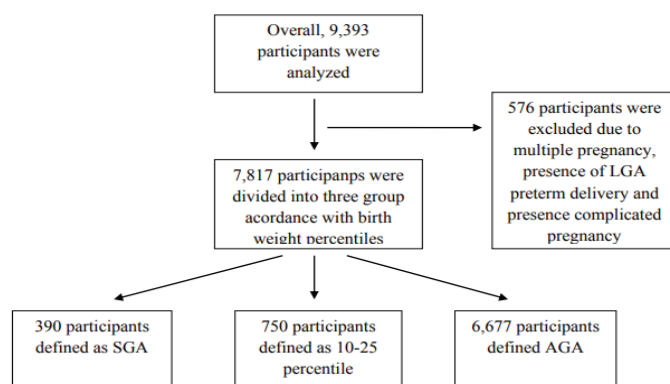 Overall, 9,393
participants were
analyzed
576 participants were
excluded due to
multiple pregnancy,
presence of LGA
preterm delivery and
presence complicated
pregnancy
7,817 participanps were
divided into three group
acordance with birth
weight percentiles
390 participants
defined as SGA
750 participants
defined as 10-25
percentile
6,677 participants
defined AGA